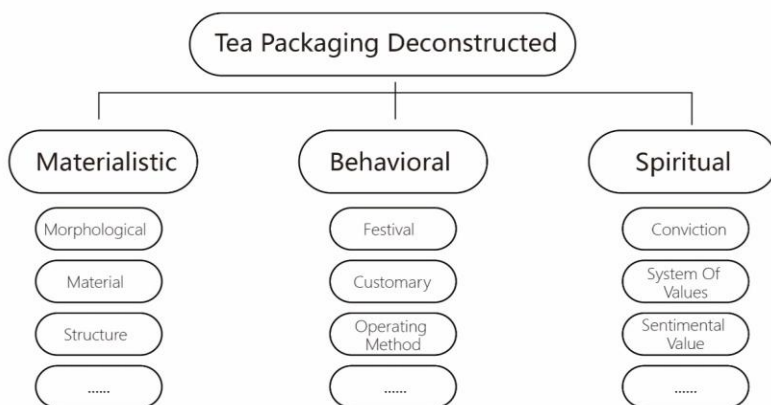 Tea Packaging Deconstructed
Materialistic
Behavioral
Spiritual
Morphological
Festival
Conviction
Material
Customary
System Of
Values
Structure
Operating
Method
Sentimental
Value
......
......
......